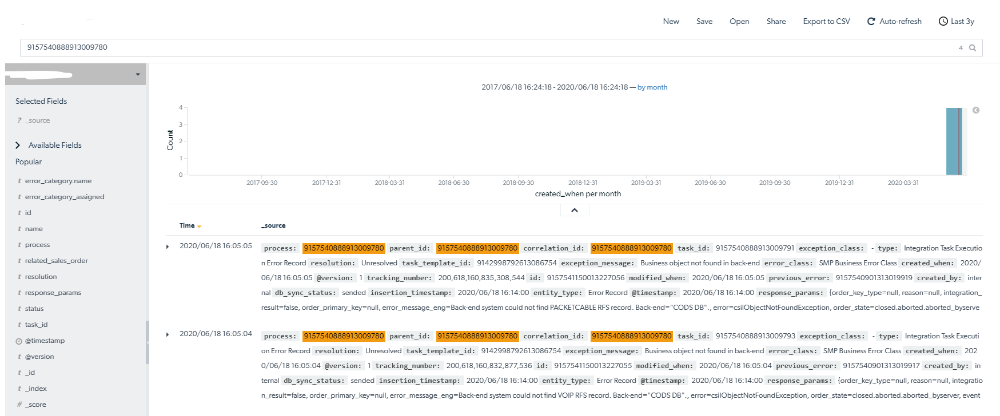 New Save Open Share Export to CSV Auto-refresh Last 3y
9157540888913009780 4
2017/06/18 16:24:18 - 2020/06/18 16:24:18 — by month
Selected Fields
? _source
Available Fields
Popular
t error_category.name
t error_category_assigned
t id
t name
t process
t related_sales_order
t resolution
t response_params
t status
t task_id
@timestamp
t @version
t _id
t _index
# _score
Count
4
3
2
1
0
2017-09-30 2017-12-31 2018-03-31 2018-06-30 2018-09-30 2018-12-31 2019-03-31 2019-06-30 2019-09-30 2019-12-31 2020-03-31
created_when per month
Time _source
2020/06/18 16:05:05 process: 9157540888913009780 parent_id: 9157540888913009780 correlation_id: 9157540888913009780 task_id: 9157540888913009791 exception_class: - type: Integration Task Executio
n Error Record resolution: Unresolved task_template_id: 9142998792613086754 exception_message: Business object not found in back-end error_class: SMP Business Error Class created_when: 2020/
06/18 16:05:05 @version: 1 tracking_number: 200,618,160,835,308,544 id: 9157541150013227056 modified_when: 2020/06/18 16:05:05 previous_error: 9157540901313019919 created_by: inter
nal db_sync_status: sended insertion_timestamp: 2020/06/18 16:14:00 entity_type: Error Record @timestamp: 2020/06/18 16:14:00 response_params: {order_key_type=null, reason=null, integration_
result=false, order_primary_key=null, error_message_eng=Back-end system could not find PACKETCABLE RFS record. Back-end="CODS DB"., error=csilObjectNotFoundException, order_state=closed.aborted.aborted_byserve
2020/06/18 16:05:04 process: 9157540888913009780 parent_id: 9157540888913009780 correlation_id: 9157540888913009780 task_id: 9157540888913009793 exception_class: - type: Integration Task Executi
on Error Record resolution: Unresolved task_template_id: 9142998792613086754 exception_message: Business object not found in back-end error_class: SMP Business Error Class created_when: 202
0/06/18 16:05:04 @version: 1 tracking_number: 200,618,160,832,877,536 id: 9157541150013227055 modified_when: 2020/06/18 16:05:04 previous_error: 9157540901313019917 created_by: in
ternal db_sync_status: sended insertion_timestamp: 2020/06/18 16:14:00 entity_type: Error Record @timestamp: 2020/06/18 16:14:00 response_params: {order_key_type=null, reason=null, integratio
n_result=false, order_primary_key=null, error_message_eng=Back-end system could not find VOIP RFS record. Back-end="CODS DB"., error=csilObjectNotFoundException, order_state=closed.aborted.aborted_byserver, event